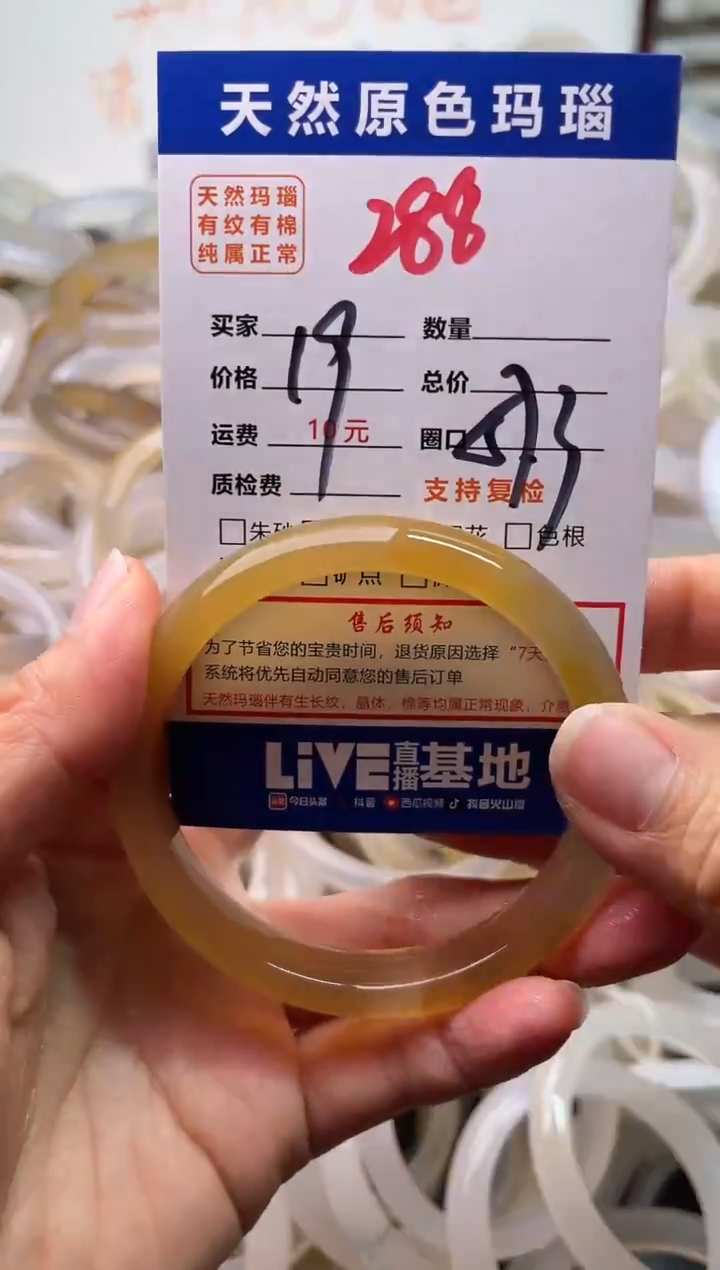 天然原色玛瑙
天然玛瑙
有纹有棉
纯属正常
288
买家 数量
19
价格 总价
运费 10元 圈口
质检费 支持复检
色根
矿点
售后须知
为了节省您的宝贵时间，退货原因选择“7天
系统将优先自动同意您的售后订单
天然玛瑙伴有生长纹，晶体，棉等均属正常现象，介意
LiVE直播基地
今日头条 抖音 西瓜视频 抖音火山版